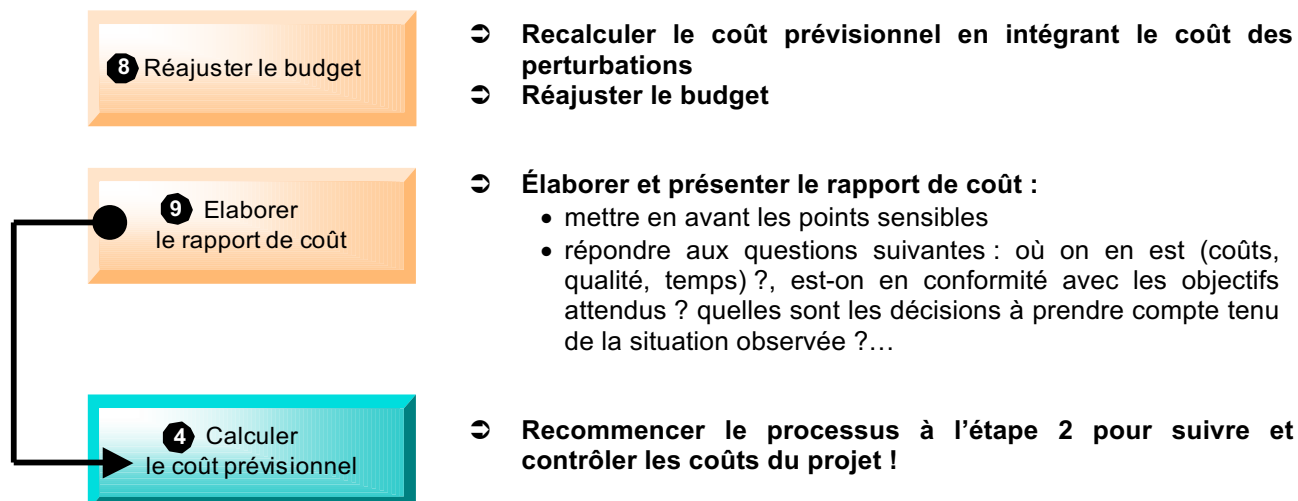 8 Réajuster le budget
➲ Recalculer le coût prévisionnel en intégrant le coût des
perturbations
➲ Réajuster le budget
9 Elaborer
le rapport de coût
➲ Élaborer et présenter le rapport de coût :
• mettre en avant les points sensibles
• répondre aux questions suivantes : où on en est (coûts,
qualité, temps) ?, est-on en conformité avec les objectifs
attendus ? quelles sont les décisions à prendre compte tenu
de la situation observée ?…
4 Calculer
le coût prévisionnel
➲ Recommencer le processus à l’étape 2 pour suivre et
contrôler les coûts du projet !